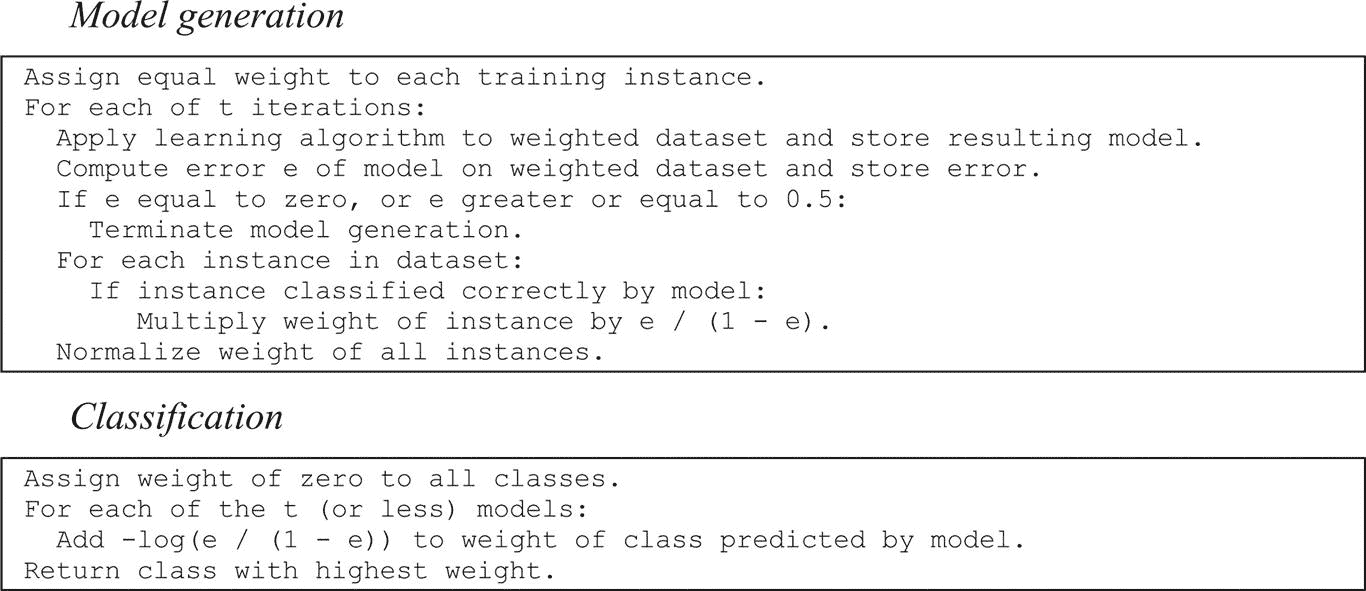 Model generation
Assign equal weight to each training instance.
For each of t iterations:
Apply learning algorithm to weighted dataset and store resulting model.
Compute error e of model on weighted dataset and store error.
If e equal to zero, or e greater or equal to 0.5:
Terminate model generation.
For each instance in dataset:
If instance classified correctly by model:
Multiply weight of instance by e / (1 - e).
Normalize weight of all instances.
Classification
Assign weight of zero to all classes.
For each of the t (or less) models:
Add -log(e / (1 - e)) to weight of class predicted by model.
Return class with highest weight.